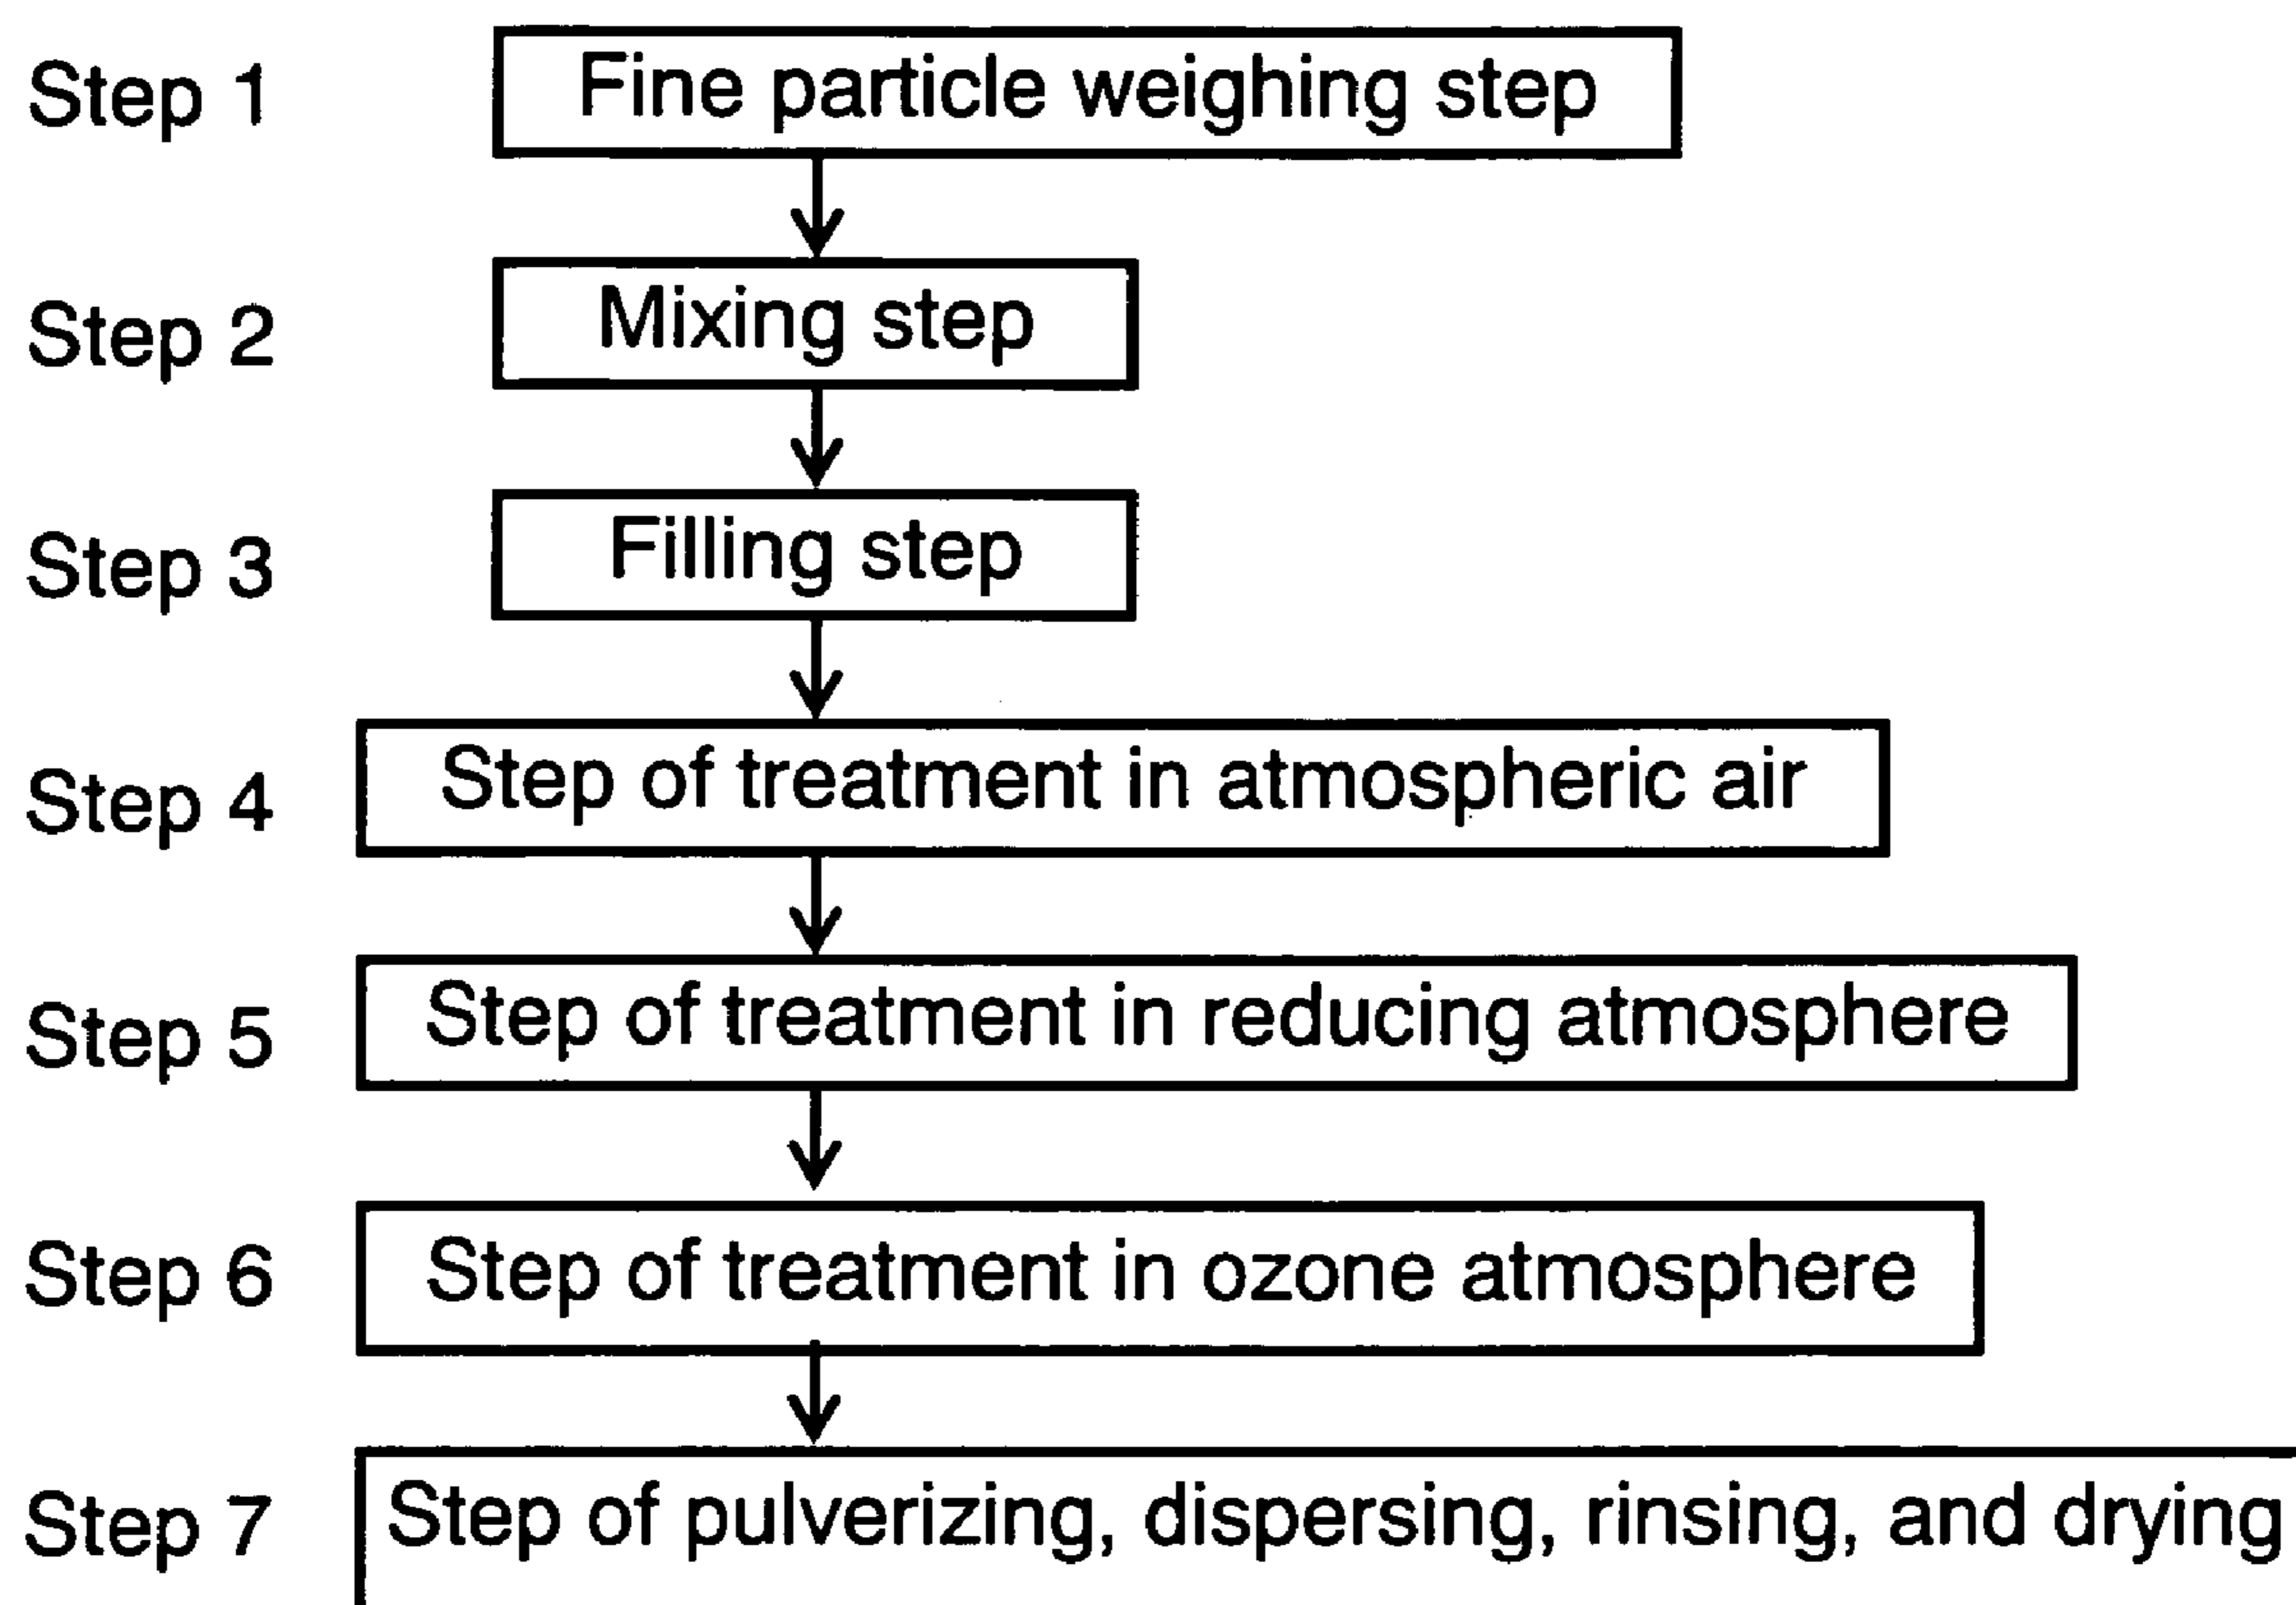 Step 1 Fine particle weighing step
Step 2 Mixing step
Step 3 Filling step
Step 4 Step of treatment in atmospheric air
Step 5 Step of treatment in reducing atmosphere
Step 6 Step of treatment in ozone atmosphere
Step 7 Step of pulverizing, dispersing, rinsing, and drying